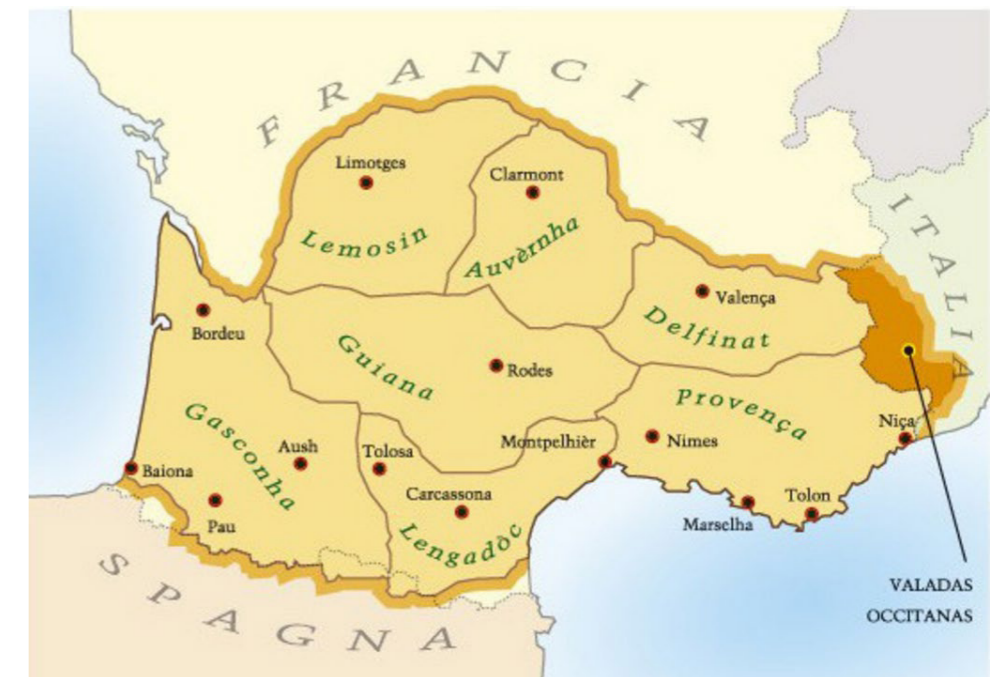 FRANCIA
Limotges
Clarmont
Lemosin
Auvèrnha
ITALIA
Valença
Bordeu
Delfinat
Guiana
Rodes
Provença
Gasconha
Niça
Aush
Tolosa
Montpelhièr
Nimes
Baiona
Carcassona
Pau
Lengadòc
Marselha
Tolon
SPAGNA
VALADAS
OCCITANAS